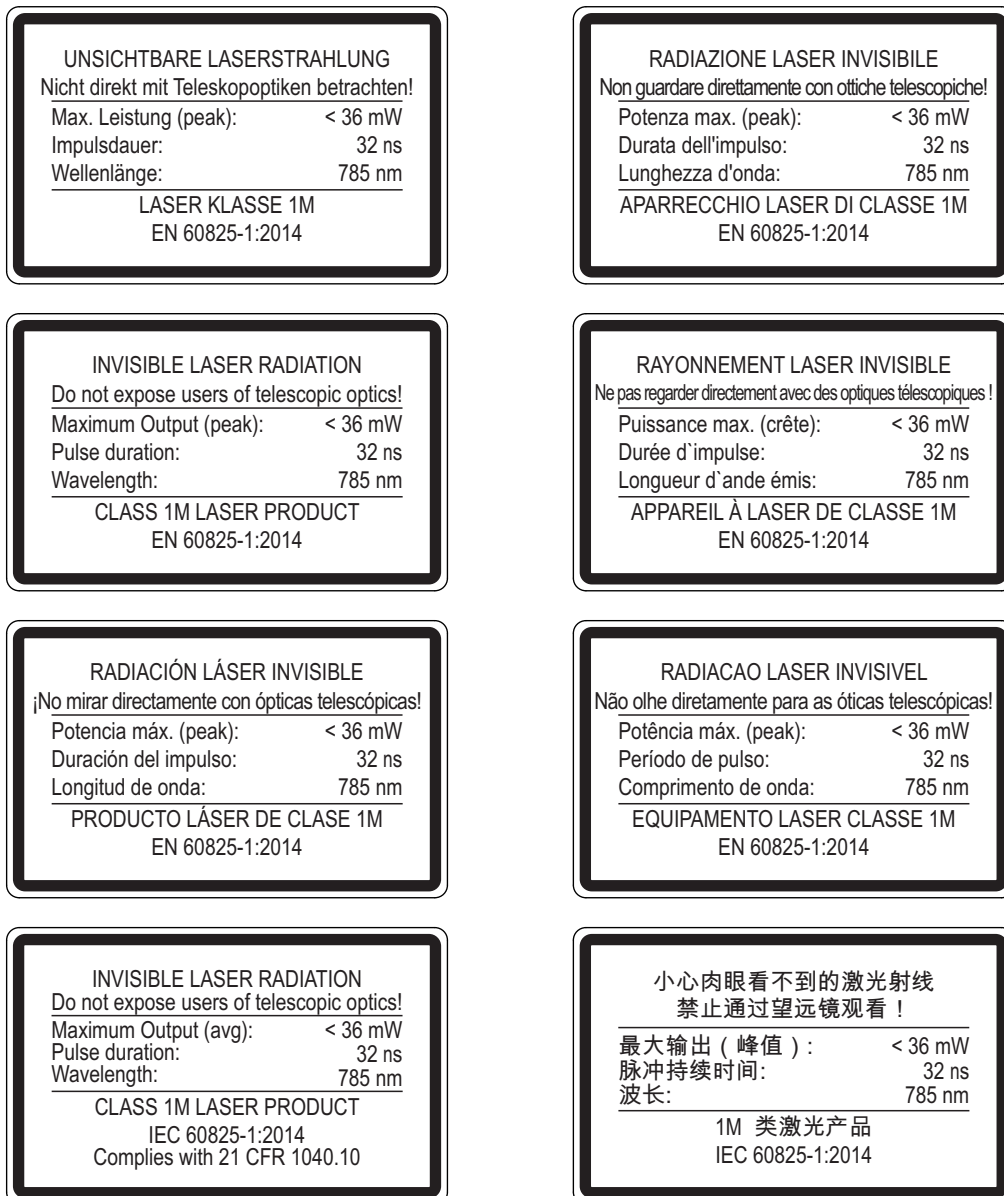 UNSICHTBARE LASERSTRAHLUNG
Nicht direkt mit Teleskopoptiken betrachten!
Max. Leistung (peak): < 36 mW
Impulsdauer: 32 ns
Wellenlänge: 785 nm
LASER KLASSE 1M
EN 60825-1:2014
RADIAZIONE LASER INVISIBILE
Non guardare direttamente con ottiche telescopiche!
Potenza max. (peak): < 36 mW
Durata dell'impulso: 32 ns
Lunghezza d'onda: 785 nm
APARRECCHIO LASER DI CLASSE 1M
EN 60825-1:2014
INVISIBLE LASER RADIATION
Do not expose users of telescopic optics!
Maximum Output (peak): < 36 mW
Pulse duration: 32 ns
Wavelength: 785 nm
CLASS 1M LASER PRODUCT
EN 60825-1:2014
RAYONNEMENT LASER INVISIBLE
Ne pas regarder directement avec des optiques télescopiques !
Puissance max. (crête): < 36 mW
Durée d`impulse: 32 ns
Longueur d`ande émis: 785 nm
APPAREIL À LASER DE CLASSE 1M
EN 60825-1:2014
RADIACIÓN LÁSER INVISIBLE
¡No mirar directamente con ópticas telescópicas!
Potencia máx. (peak): < 36 mW
Duración del impulso: 32 ns
Longitud de onda: 785 nm
PRODUCTO LÁSER DE CLASE 1M
EN 60825-1:2014
RADIACAO LASER INVISIVEL
Não olhe diretamente para as óticas telescópicas!
Potência máx. (peak): < 36 mW
Período de pulso: 32 ns
Comprimento de onda: 785 nm
EQUIPAMENTO LASER CLASSE 1M
EN 60825-1:2014
INVISIBLE LASER RADIATION
Do not expose users of telescopic optics!
Maximum Output (avg): < 36 mW
Pulse duration: 32 ns
Wavelength: 785 nm
CLASS 1M LASER PRODUCT
IEC 60825-1:2014
Complies with 21 CFR 1040.10
小心肉眼看不到的激光射线
禁止通过望远镜观看！
最大输出（峰值）: < 36 mW
脉冲持续时间: 32 ns
波长: 785 nm
1M 类激光产品
IEC 60825-1:2014